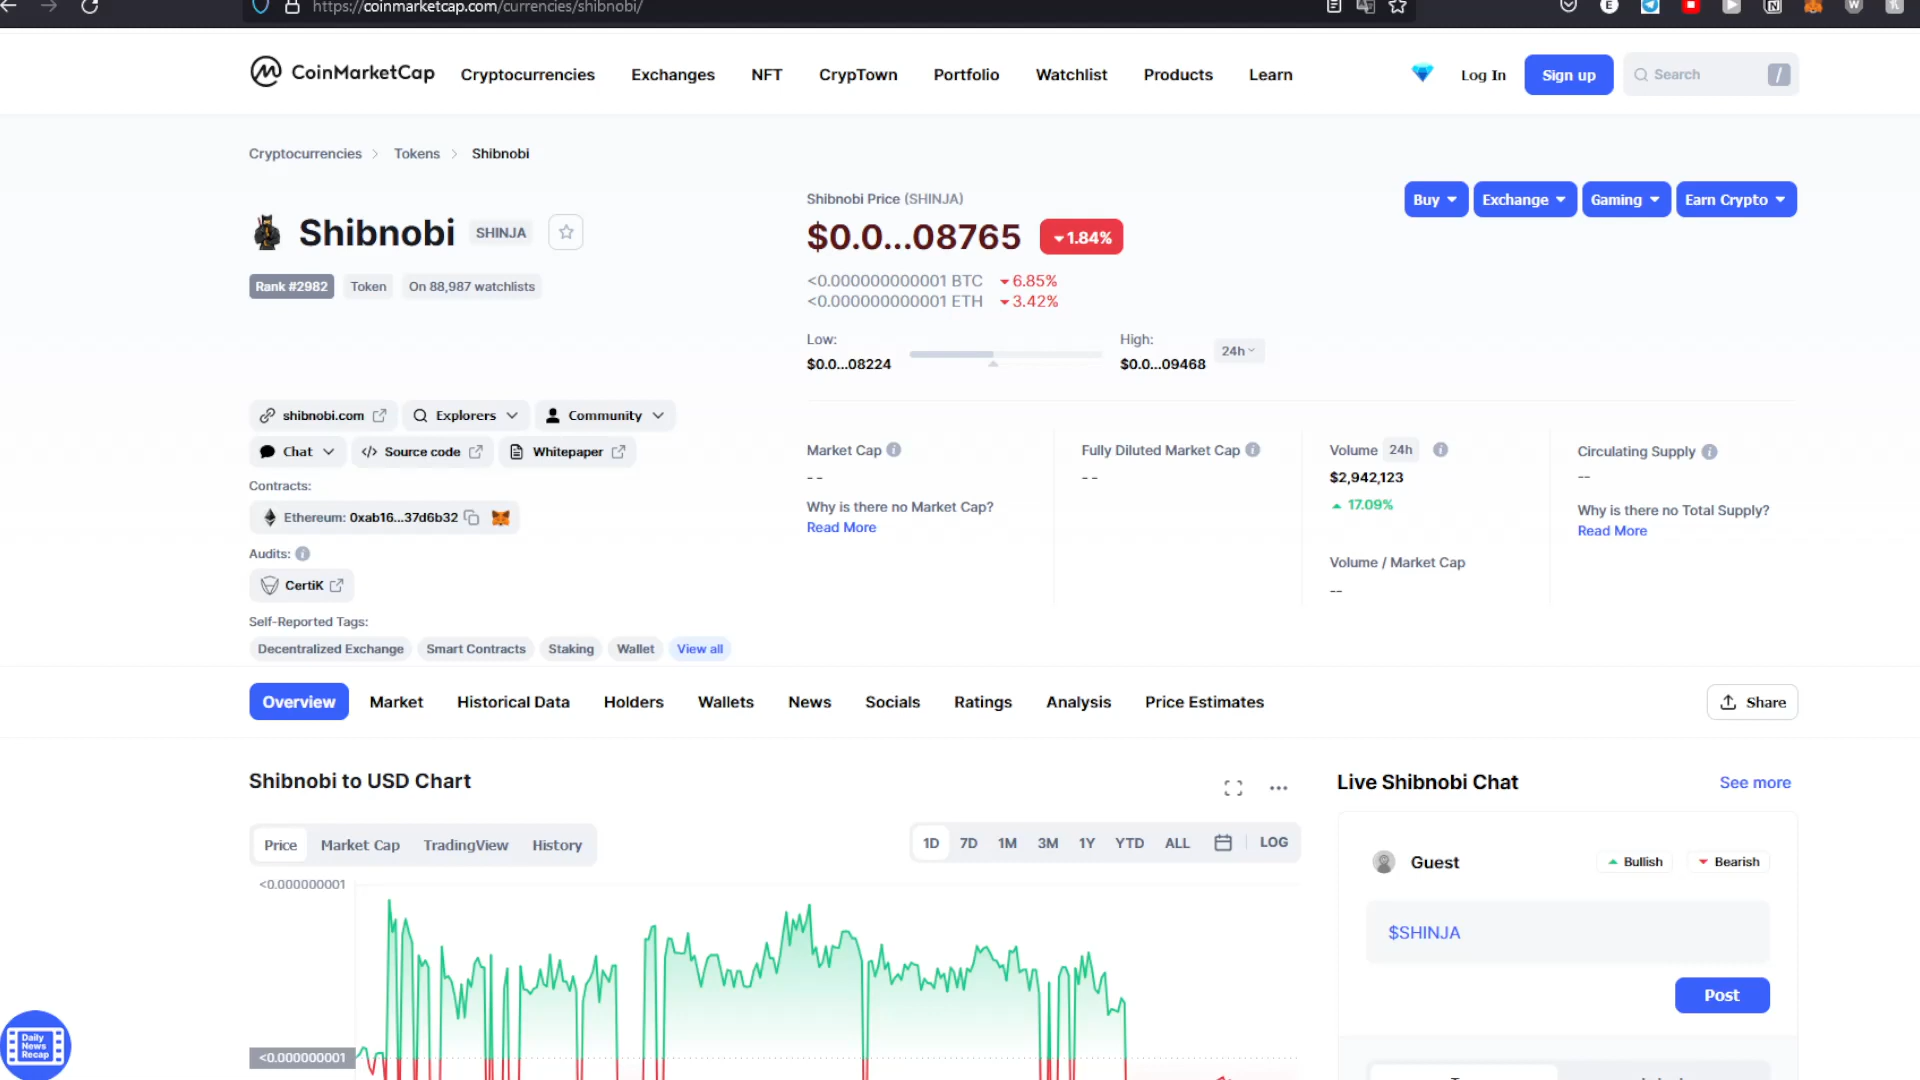 https://coinmarketcap.com/currencies/shibnobi/
CoinMarketCap Cryptocurrencies Exchanges NFT CrypTown Portfolio Watchlist Products Learn Log In Sign up Search /
Cryptocurrencies > Tokens > Shibnobi
Shibnobi SHINJA
Rank #2982 Token On 88,987 watchlists
Shibnobi Price (SHINJA)
$0.0...08765 1.84%
<0.000000000001 BTC 6.85%
<0.000000000001 ETH 3.42%
Low: High:
$0.0...08224 $0.0...09468 24h
Buy Exchange Gaming Earn Crypto
shibnobi.com Explorers Community
Chat Source code Whitepaper
Contracts:
Ethereum: 0xab16...37d6b32
Audits:
CertiK
Self-Reported Tags:
Decentralized Exchange Smart Contracts Staking Wallet View all
Market Cap
- -
Why is there no Market Cap?
Read More
Fully Diluted Market Cap
- -
Volume 24h
$2,942,123
17.09%
Volume / Market Cap
--
Circulating Supply
--
Why is there no Total Supply?
Read More
Overview Market Historical Data Holders Wallets News Socials Ratings Analysis Price Estimates Share
Shibnobi to USD Chart
Price Market Cap TradingView History
1D 7D 1M 3M 1Y YTD ALL LOG
<0.000000001
<0.000000001
Live Shibnobi Chat See more
Guest Bullish Bearish
$SHINJA
Post
Daily
News
Recap